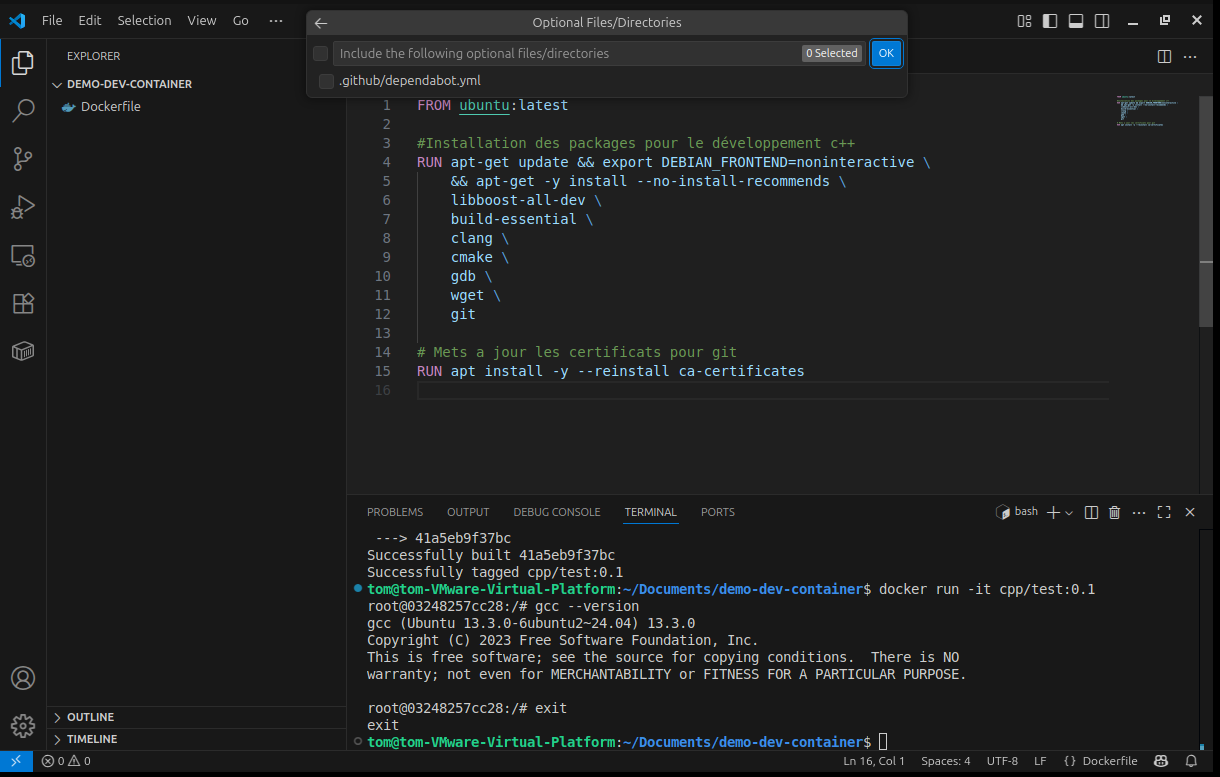 File Edit Selection View Go ···
Optional Files/Directories
Include the following optional files/directories 0 Selected OK
.github/dependabot.yml
EXPLORER
DEMO-DEV-CONTAINER
Dockerfile
OUTLINE
TIMELINE
1 FROM ubuntu:latest
2
3 #Installation des packages pour le développement c++
4 RUN apt-get update && export DEBIAN_FRONTEND=noninteractive \
5 && apt-get -y install --no-install-recommends \
6 libboost-all-dev \
7 build-essential \
8 clang \
9 cmake \
10 gdb \
11 wget \
12 git
13
14 # Mets a jour les certificats pour git
15 RUN apt install -y --reinstall ca-certificates
16
PROBLEMS OUTPUT DEBUG CONSOLE TERMINAL PORTS bash
---> 41a5eb9f37bc
Successfully built 41a5eb9f37bc
Successfully tagged cpp/test:0.1
tom@tom-VMware-Virtual-Platform:~/Documents/demo-dev-container$ docker run -it cpp/test:0.1
root@03248257cc28:/# gcc --version
gcc (Ubuntu 13.3.0-6ubuntu2~24.04) 13.3.0
Copyright (C) 2023 Free Software Foundation, Inc.
This is free software; see the source for copying conditions.  There is NO
warranty; not even for MERCHANTABILITY or FITNESS FOR A PARTICULAR PURPOSE.
root@03248257cc28:/# exit
exit
tom@tom-VMware-Virtual-Platform:~/Documents/demo-dev-container$
0 0 Ln 16, Col 1 Spaces: 4 UTF-8 LF {} Dockerfile